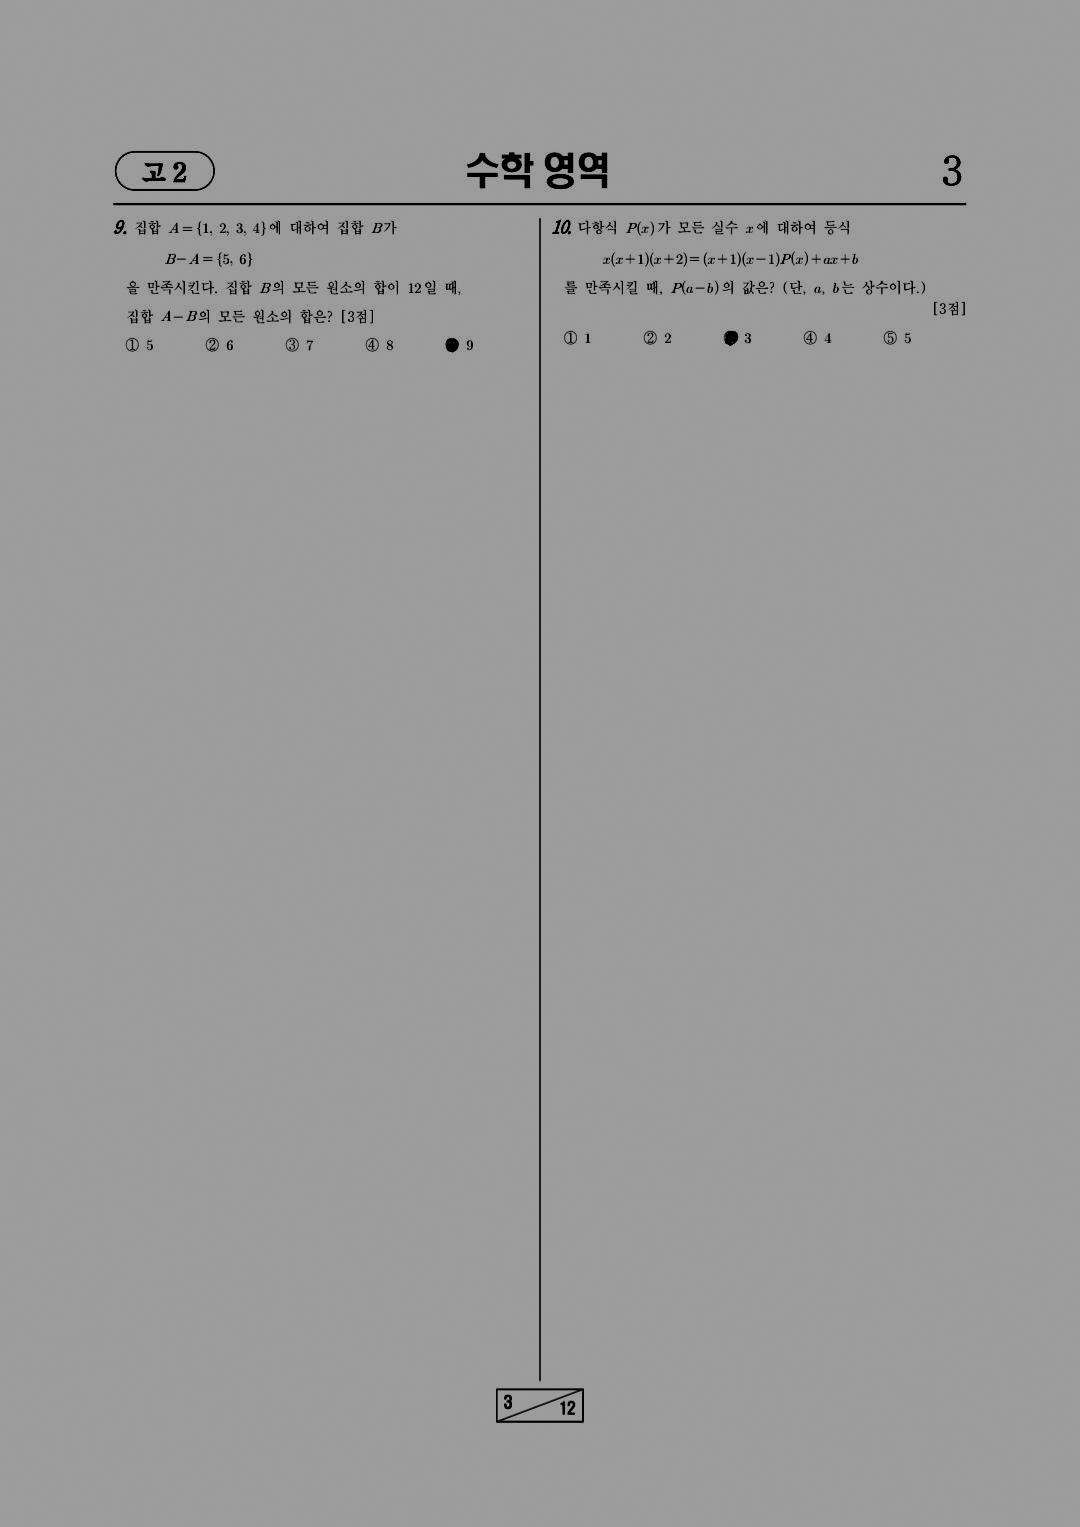 고 2
수학 영역
3
9. 집합 A={1, 2, 3, 4}에 대하여 집합 B가
B-A={5, 6}
을 만족시킨다. 집합 B의 모든 원소의 합이 12일 때,
집합 A-B의 모든 원소의 합은? [3점]
① 5 ② 6 ③ 7 ④ 8 ● 9
10. 다항식 P(x)가 모든 실수 x에 대하여 등식
x(x+1)(x+2)=(x+1)(x-1)P(x)+ax+b
를 만족시킬 때, P(a-b)의 값은? (단, a, b는 상수이다.)
[3점]
① 1 ② 2 ● 3 ④ 4 ⑤ 5
3
12